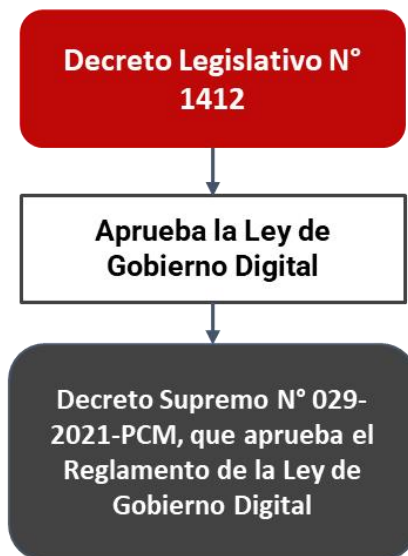 Decreto Legislativo N°
1412
Aprueba la Ley de
Gobierno Digital
Decreto Supremo N° 029-
2021-PCM, que aprueba el
Reglamento de la Ley de
Gobierno Digital